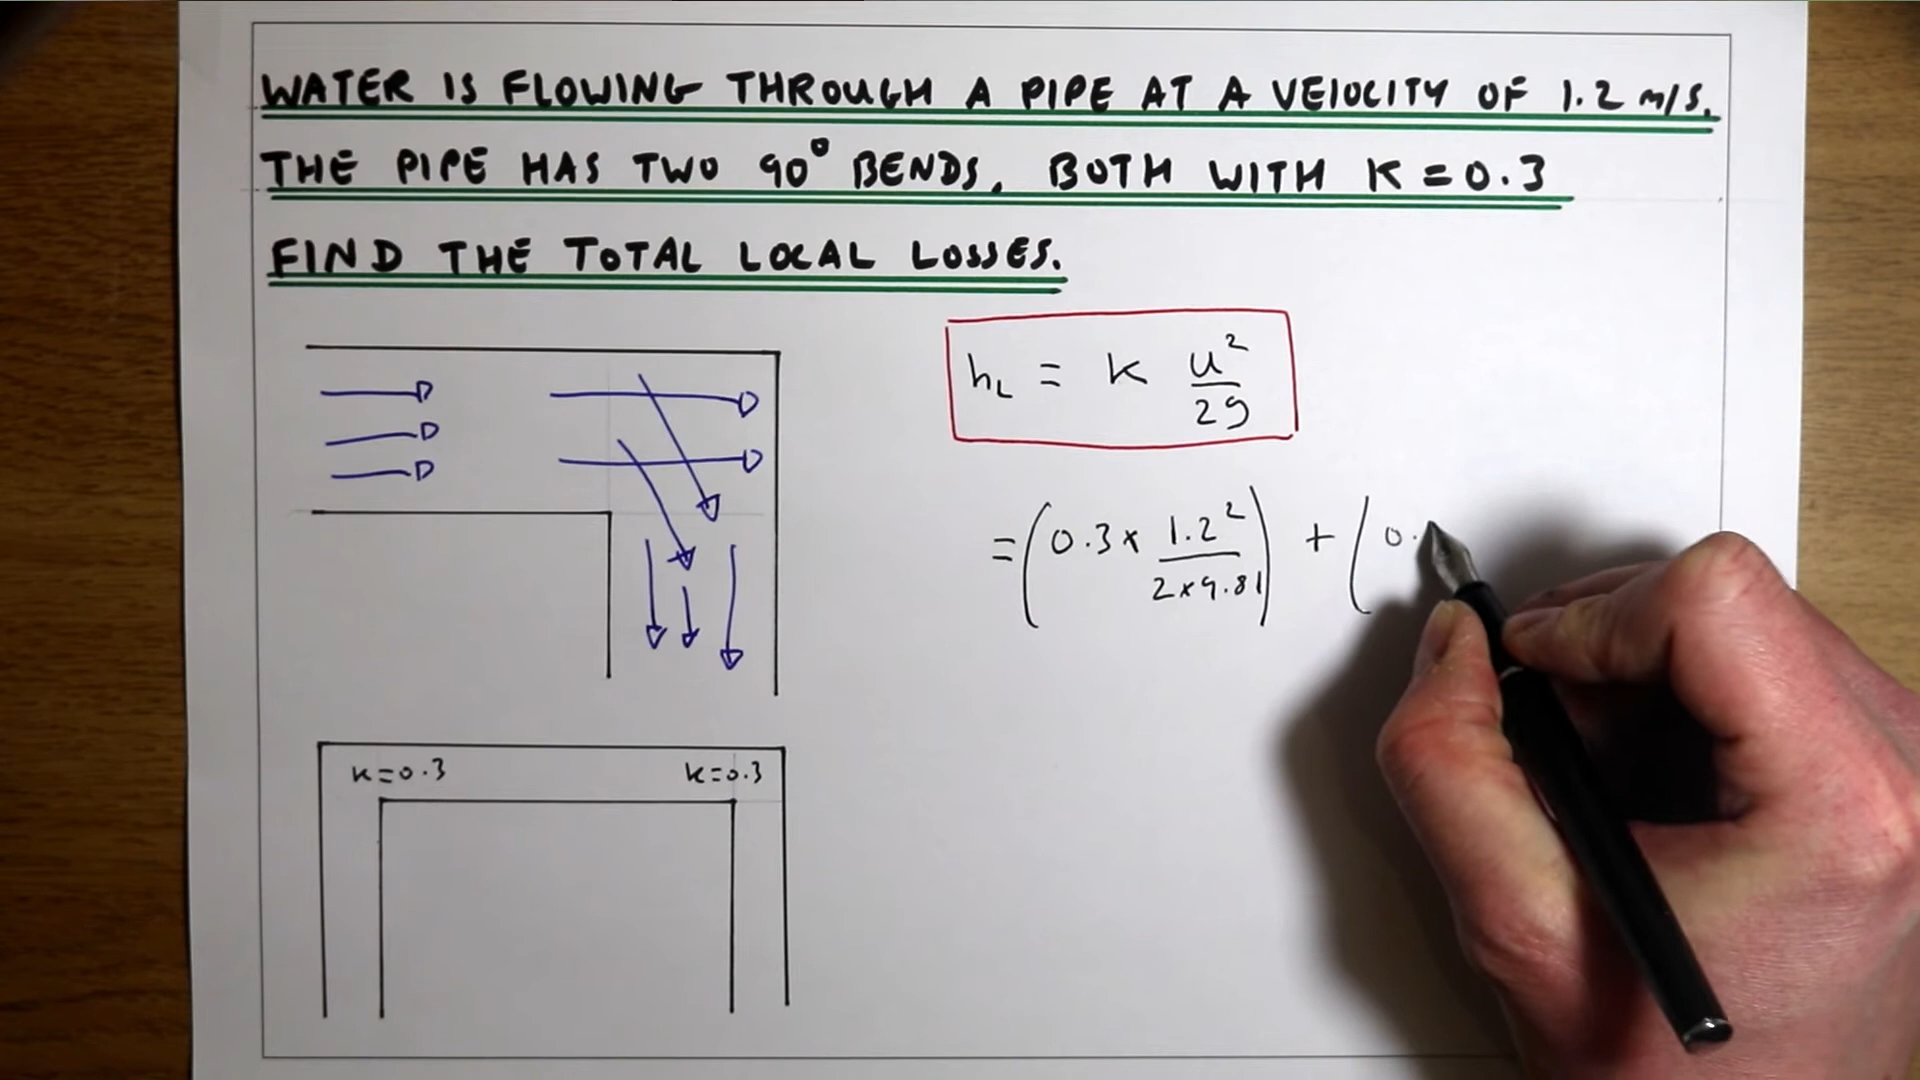 WATER IS FLOWING THROUGH A PIPE AT A VElOCITY OF 1.2 m/s.
THE PIPE HAS TWO 90° BENDS. BOTH WITH K = 0.3
FIND THE TOTAL LOCAL LOSSES.
hL = K u²/2g
= (0.3 × 1.2²/2×9.81) + (0.
k=0.3 k=0.3